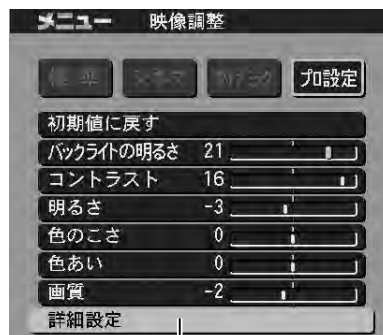 メニュー 映像調整
プロ設定
初期値に戻す
バックライトの明るさ 21
コントラスト 16
明るさ -3
色のこさ 0
色あい 0
画質 -2
詳細設定